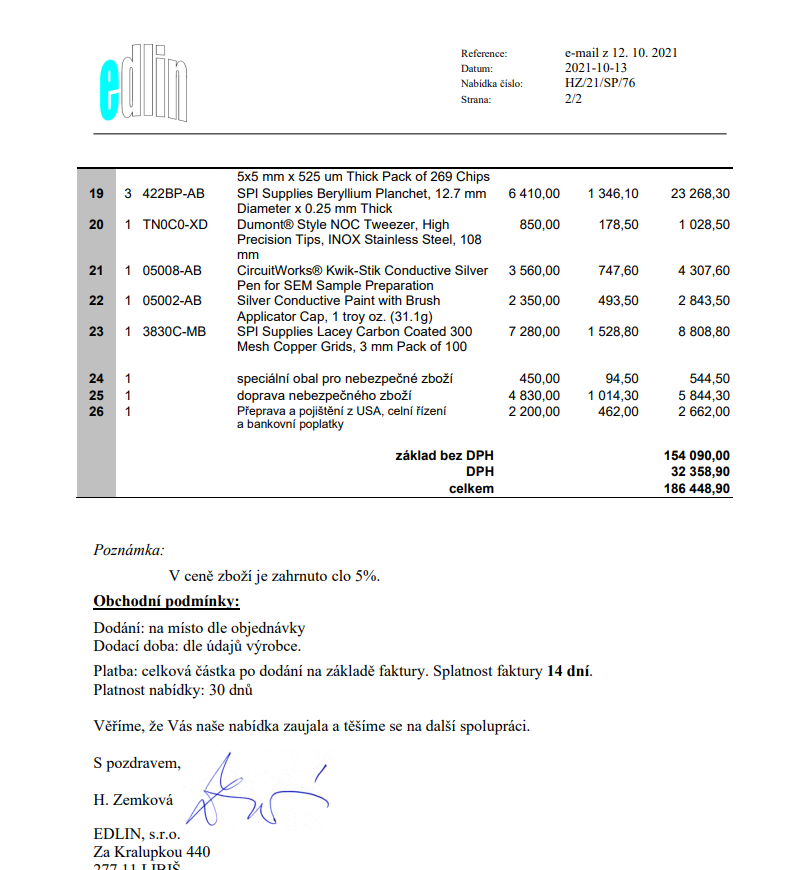 edlin
Reference: e-mail z 12. 10. 2021
Datum: 2021-10-13
Nabídka číslo: HZ/21/SP/76
Strana: 2/2
5x5 mm x 525 um Thick Pack of 269 Chips
19 3 422BP-AB SPI Supplies Beryllium Planchet, 12.7 mm 6 410,00 1 346,10 23 268,30
Diameter x 0.25 mm Thick
20 1 TN0C0-XD Dumont® Style NOC Tweezer, High 850,00 178,50 1 028,50
Precision Tips, INOX Stainless Steel, 108
mm
21 1 05008-AB CircuitWorks® Kwik-Stik Conductive Silver 3 560,00 747,60 4 307,60
Pen for SEM Sample Preparation
22 1 05002-AB Silver Conductive Paint with Brush 2 350,00 493,50 2 843,50
Applicator Cap, 1 troy oz. (31.1g)
23 1 3830C-MB SPI Supplies Lacey Carbon Coated 300 7 280,00 1 528,80 8 808,80
Mesh Copper Grids, 3 mm Pack of 100
24 1 speciální obal pro nebezpečné zboží 450,00 94,50 544,50
25 1 doprava nebezpečného zboží 4 830,00 1 014,30 5 844,30
26 1 Přeprava a pojištění z USA, celní řízení 2 200,00 462,00 2 662,00
a bankovní poplatky
základ bez DPH 154 090,00
DPH 32 358,90
celkem 186 448,90
Poznámka:
V ceně zboží je zahrnuto clo 5%.
Obchodní podmínky:
Dodání: na místo dle objednávky
Dodací doba: dle údajů výrobce.
Platba: celková částka po dodání na základě faktury. Splatnost faktury 14 dní.
Platnost nabídky: 30 dnů
Věříme, že Vás naše nabídka zaujala a těšíme se na další spolupráci.
S pozdravem,
H. Zemková
EDLIN, s.r.o.
Za Kralupkou 440
277 11 LIBIŠ